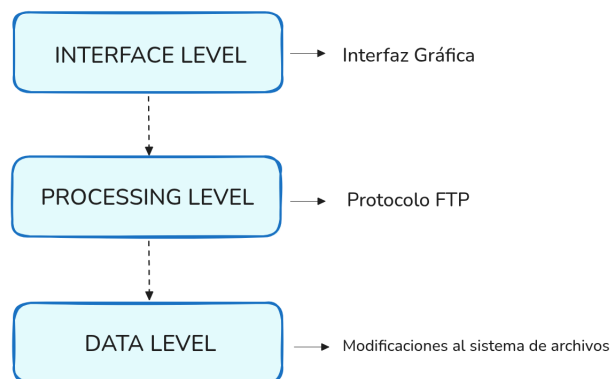 INTERFACE LEVEL
Interfaz Gráfica
PROCESSING LEVEL
Protocolo FTP
DATA LEVEL
Modificaciones al sistema de archivos